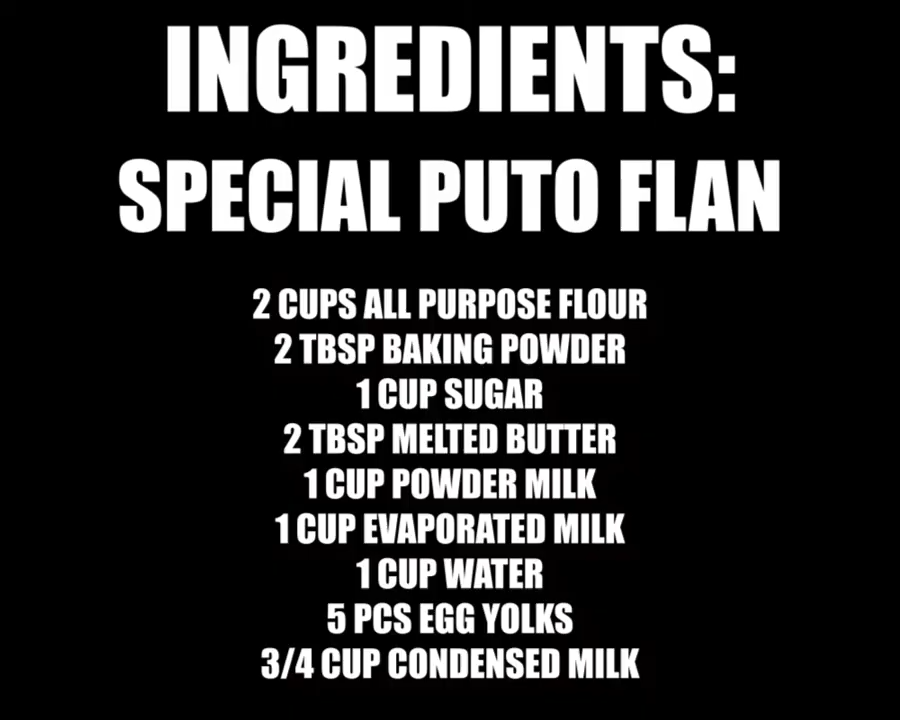 INGREDIENTS:
SPECIAL PUTO FLAN
2 CUPS ALL PURPOSE FLOUR
2 TBSP BAKING POWDER
1 CUP SUGAR
2 TBSP MELTED BUTTER
1 CUP POWDER MILK
1 CUP EVAPORATED MILK
1 CUP WATER
5 PCS EGG YOLKS
3/4 CUP CONDENSED MILK